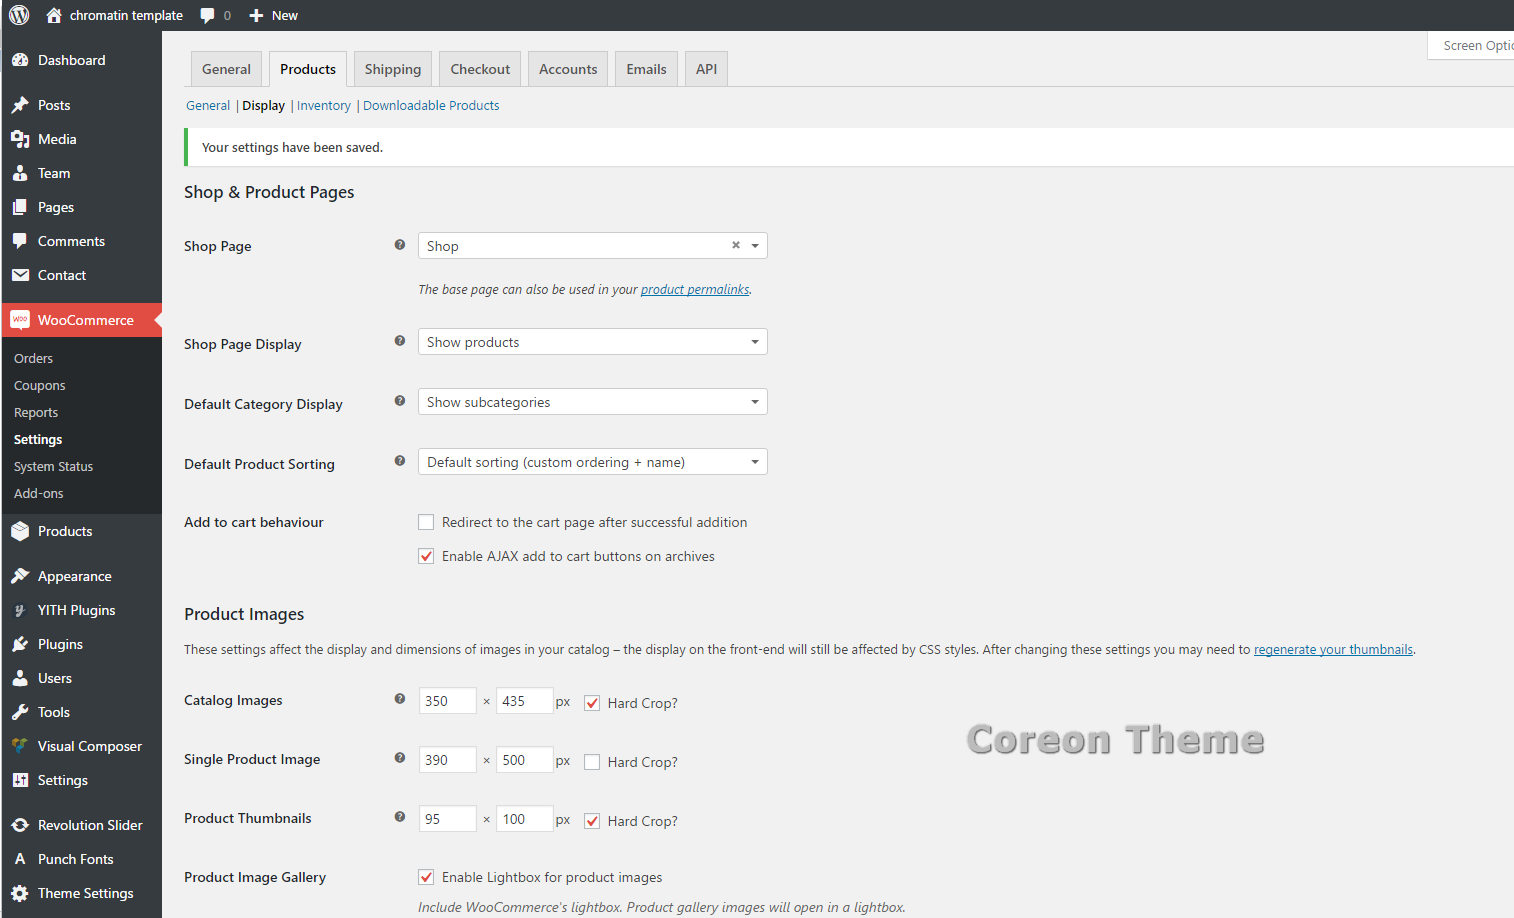 chromatin template 0 New
Screen Optio
Dashboard
Posts
Media
Team
Pages
Comments
Contact
WooCommerce
Orders
Coupons
Reports
Settings
System Status
Add-ons
Products
Appearance
YITH Plugins
Plugins
Users
Tools
Visual Composer
Settings
Revolution Slider
Punch Fonts
Theme Settings
General Products Shipping Checkout Accounts Emails API
General | Display | Inventory | Downloadable Products
Your settings have been saved.
Shop & Product Pages
Shop Page ? Shop ×
The base page can also be used in your product permalinks.
Shop Page Display ? Show products
Default Category Display ? Show subcategories
Default Product Sorting ? Default sorting (custom ordering + name)
Add to cart behaviour Redirect to the cart page after successful addition
Enable AJAX add to cart buttons on archives
Product Images
These settings affect the display and dimensions of images in your catalog – the display on the front-end will still be affected by CSS styles. After changing these settings you may need to regenerate your thumbnails.
Catalog Images ? 350 × 435 px Hard Crop?
Coreon Theme
Single Product Image ? 390 × 500 px Hard Crop?
Product Thumbnails ? 95 × 100 px Hard Crop?
Product Image Gallery Enable Lightbox for product images
Include WooCommerce's lightbox. Product gallery images will open in a lightbox.